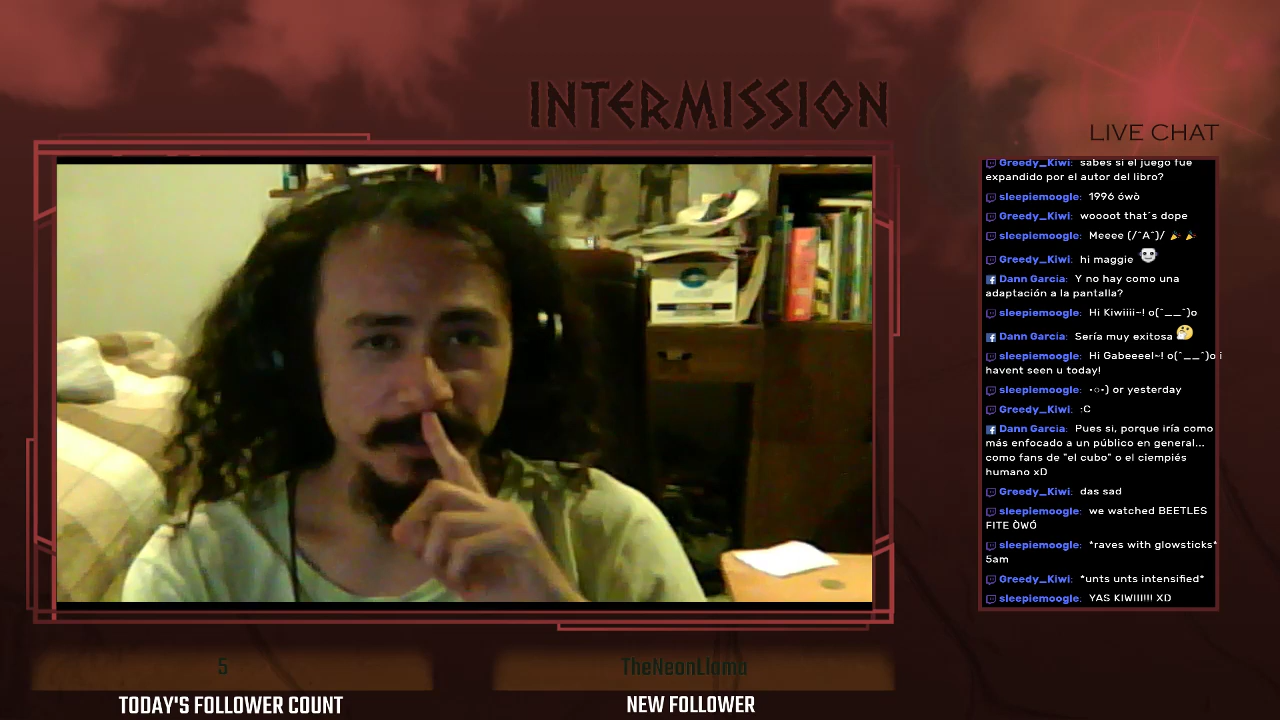 INTERMISSION
LIVE CHAT
Greedy_Kiwi: sabes si el juego fue
expandido por el autor del libro?
sleepiemoogle: 1996 ówò
Greedy_Kiwi: woooot that´s dope
sleepiemoogle: Meeee (/^A^)/
Greedy_Kiwi: hi maggie
Dann Garcia: Y no hay como una
adaptación a la pantalla?
sleepiemoogle: Hi Kiwiiii~! o(^__^)o
Dann Garcia: Sería muy exitosa
sleepiemoogle: Hi Gabeeeel~! o(^__^)o i
havent seen u today!
sleepiemoogle: •○•) or yesterday
Greedy_Kiwi: :C
Dann Garcia: Pues si, porque iría como
más enfocado a un público en general...
como fans de "el cubo" o el ciempiés
humano xD
Greedy_Kiwi: das sad
sleepiemoogle: we watched BEETLES
FITE ÒWÓ
sleepiemoogle: *raves with glowsticks*
5am
Greedy_Kiwi: *unts unts intensified*
sleepiemoogle: YAS KIWIII!!! XD
5
TODAY'S FOLLOWER COUNT
TheNeonLlama
NEW FOLLOWER